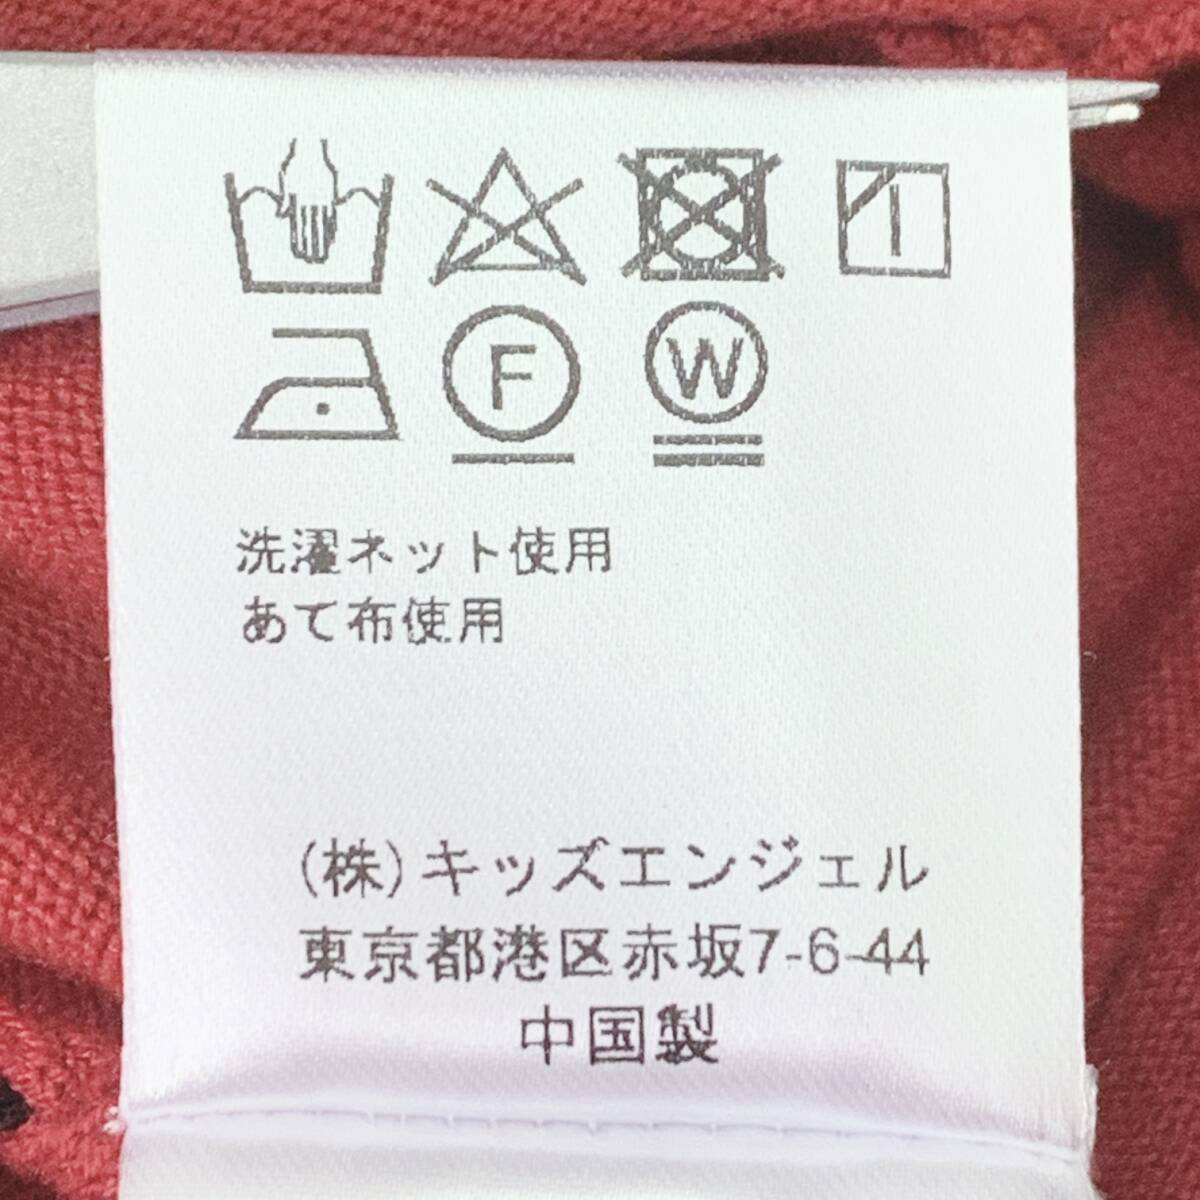 F W
洗濯ネット使用
あて布使用
(株)キッズエンジェル
東京都港区赤坂7-6-44
中国製